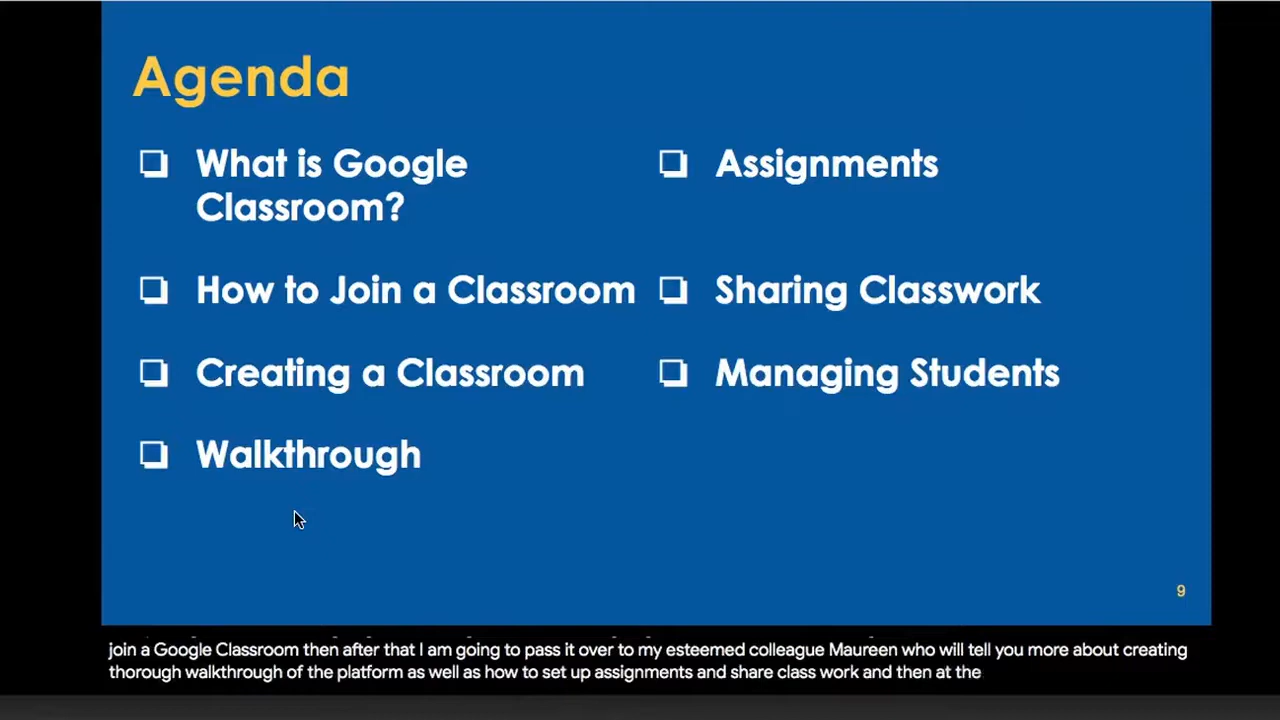 Agenda
What is Google
Classroom?
How to Join a Classroom
Creating a Classroom
Walkthrough
Assignments
Sharing Classwork
Managing Students
9
join a Google Classroom then after that I am going to pass it over to my esteemed colleague Maureen who will tell you more about creating
thorough walkthrough of the platform as well as how to set up assignments and share class work and then at the